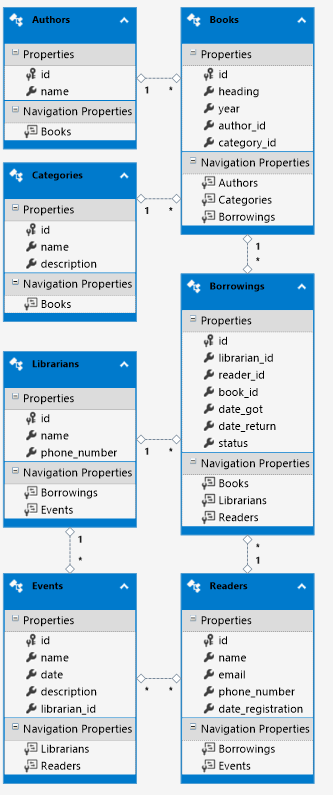 Authors
Properties
id
name
Navigation Properties
Books
1
*
Books
Properties
id
heading
year
author_id
category_id
Navigation Properties
Authors
Categories
Borrowings
Categories
Properties
id
name
description
Navigation Properties
Books
1
*
1
*
Borrowings
Properties
id
librarian_id
reader_id
book_id
date_got
date_return
status
Navigation Properties
Books
Librarians
Readers
Librarians
Properties
id
name
phone_number
Navigation Properties
Borrowings
Events
1
*
1
*
*
1
Events
Properties
id
name
date
description
librarian_id
Navigation Properties
Librarians
Readers
*
*
Readers
Properties
id
name
email
phone_number
date_registration
Navigation Properties
Borrowings
Events